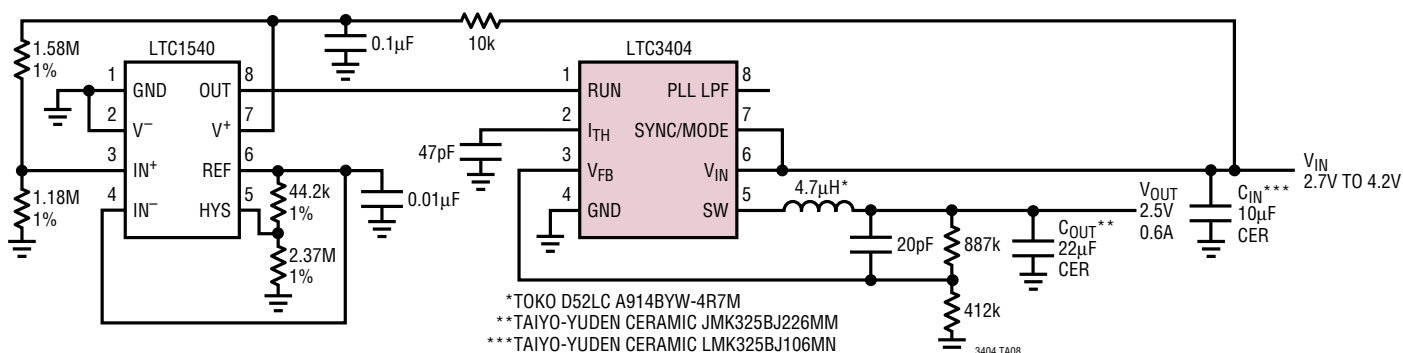 1.58M
1%
1.18M
1%
LTC1540
1
GND
2
V⁻
3
IN⁺
4
IN⁻
OUT
8
V⁺
7
REF
6
HYS
5
0.1µF
10k
44.2k
1%
2.37M
1%
0.01µF
47pF
LTC3404
1
RUN
2
I_TH
3
V_FB
4
GND
PLL LPF
8
SYNC/MODE
7
V_IN
6
SW
5
4.7µH*
20pF
887k
412k
V_OUT
2.5V
0.6A
C_OUT**
22µF
CER
V_IN
2.7V TO 4.2V
C_IN***
10µF
CER
*TOKO D52LC A914BYW-4R7M
**TAIYO-YUDEN CERAMIC JMK325BJ226MM
***TAIYO-YUDEN CERAMIC LMK325BJ106MN
3404 TA08